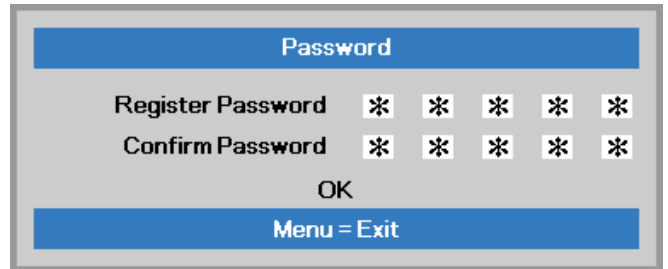 Password
Register Password * * * * *
Confirm Password * * * * *
OK
Menu = Exit